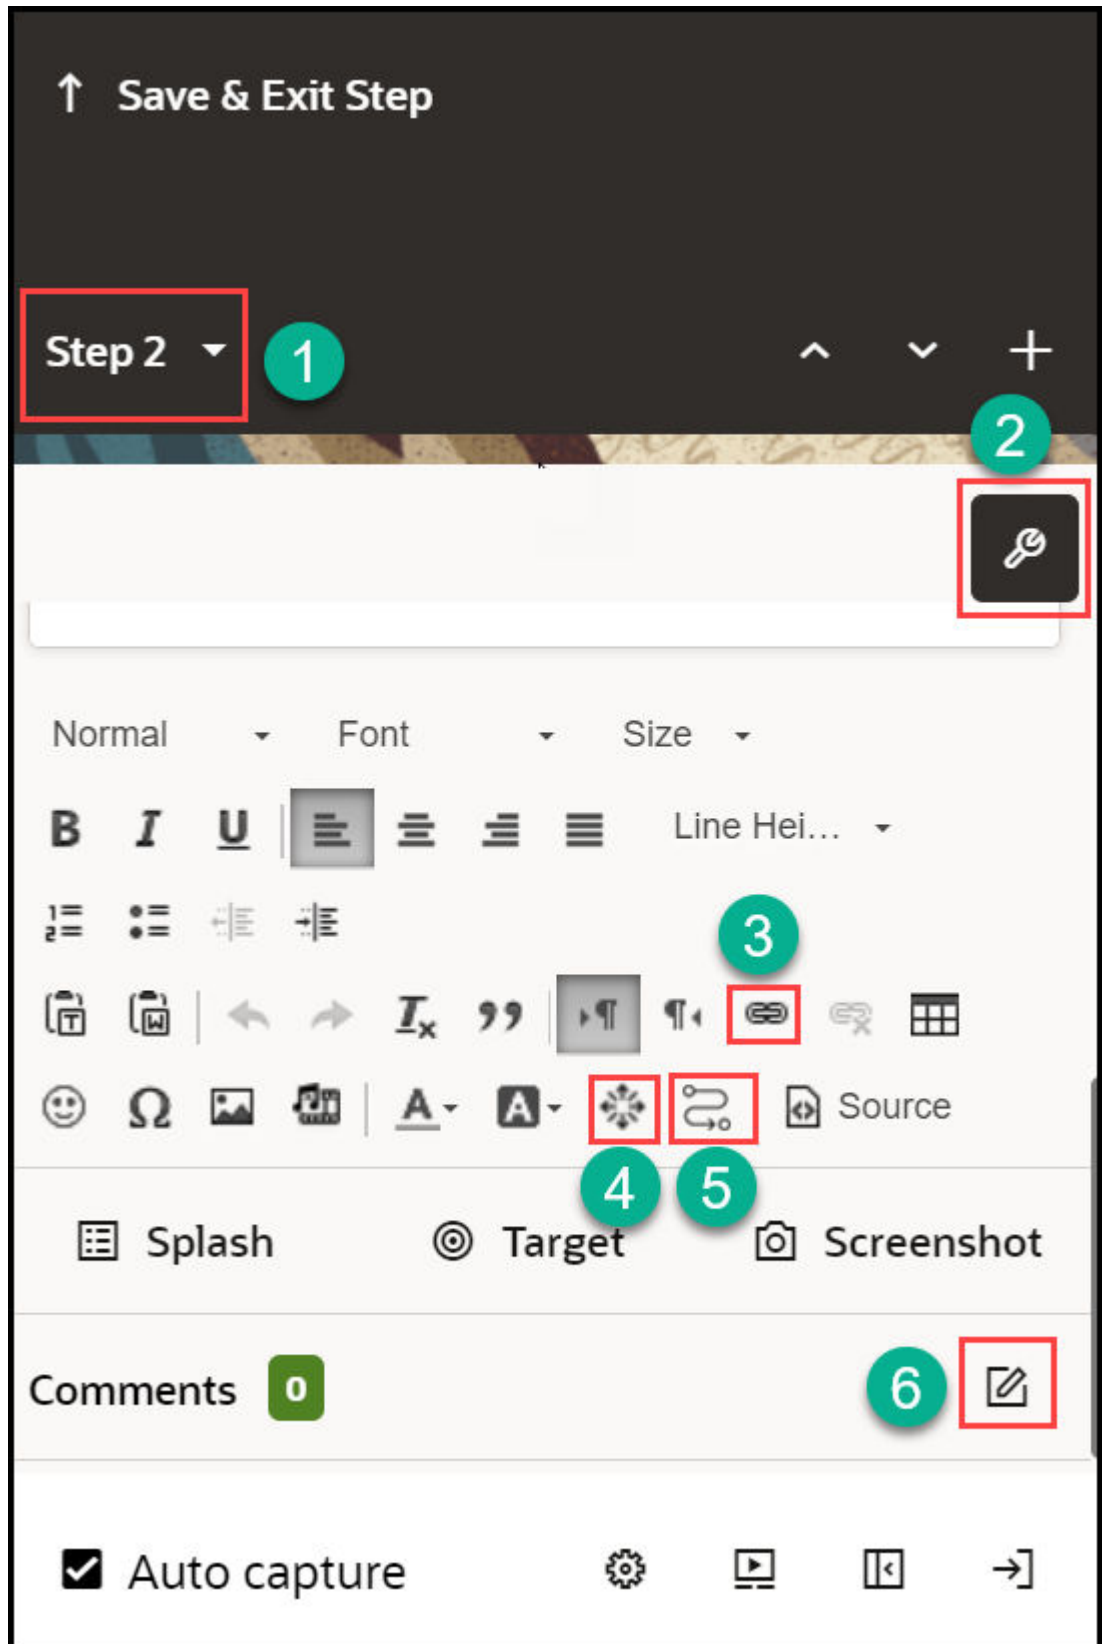 Save & Exit Step
Step 2
1
2
Normal Font Size
B I U Line Hei...
3
Source
4 5
Splash Target Screenshot
Comments 0 6
Auto capture